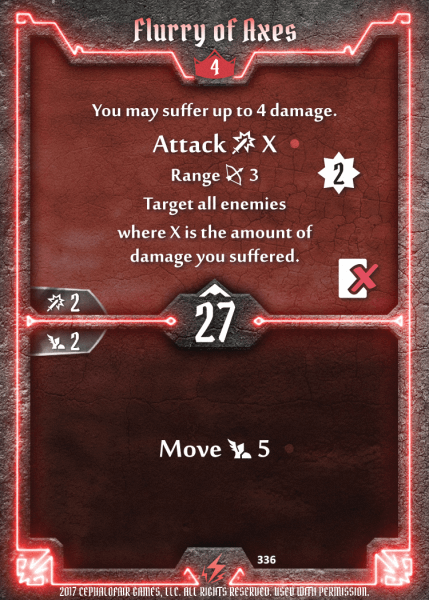 Flurry of Axes
4
You may suffer up to 4 damage.
Attack X
Range 3
2
Target all enemies
where X is the amount of
damage you suffered.
2
27
2
Move 5
336
2017 CEPHALOFAIR GAMES, LLC. ALL RIGHTS RESERVED. USED WITH PERMISSION.